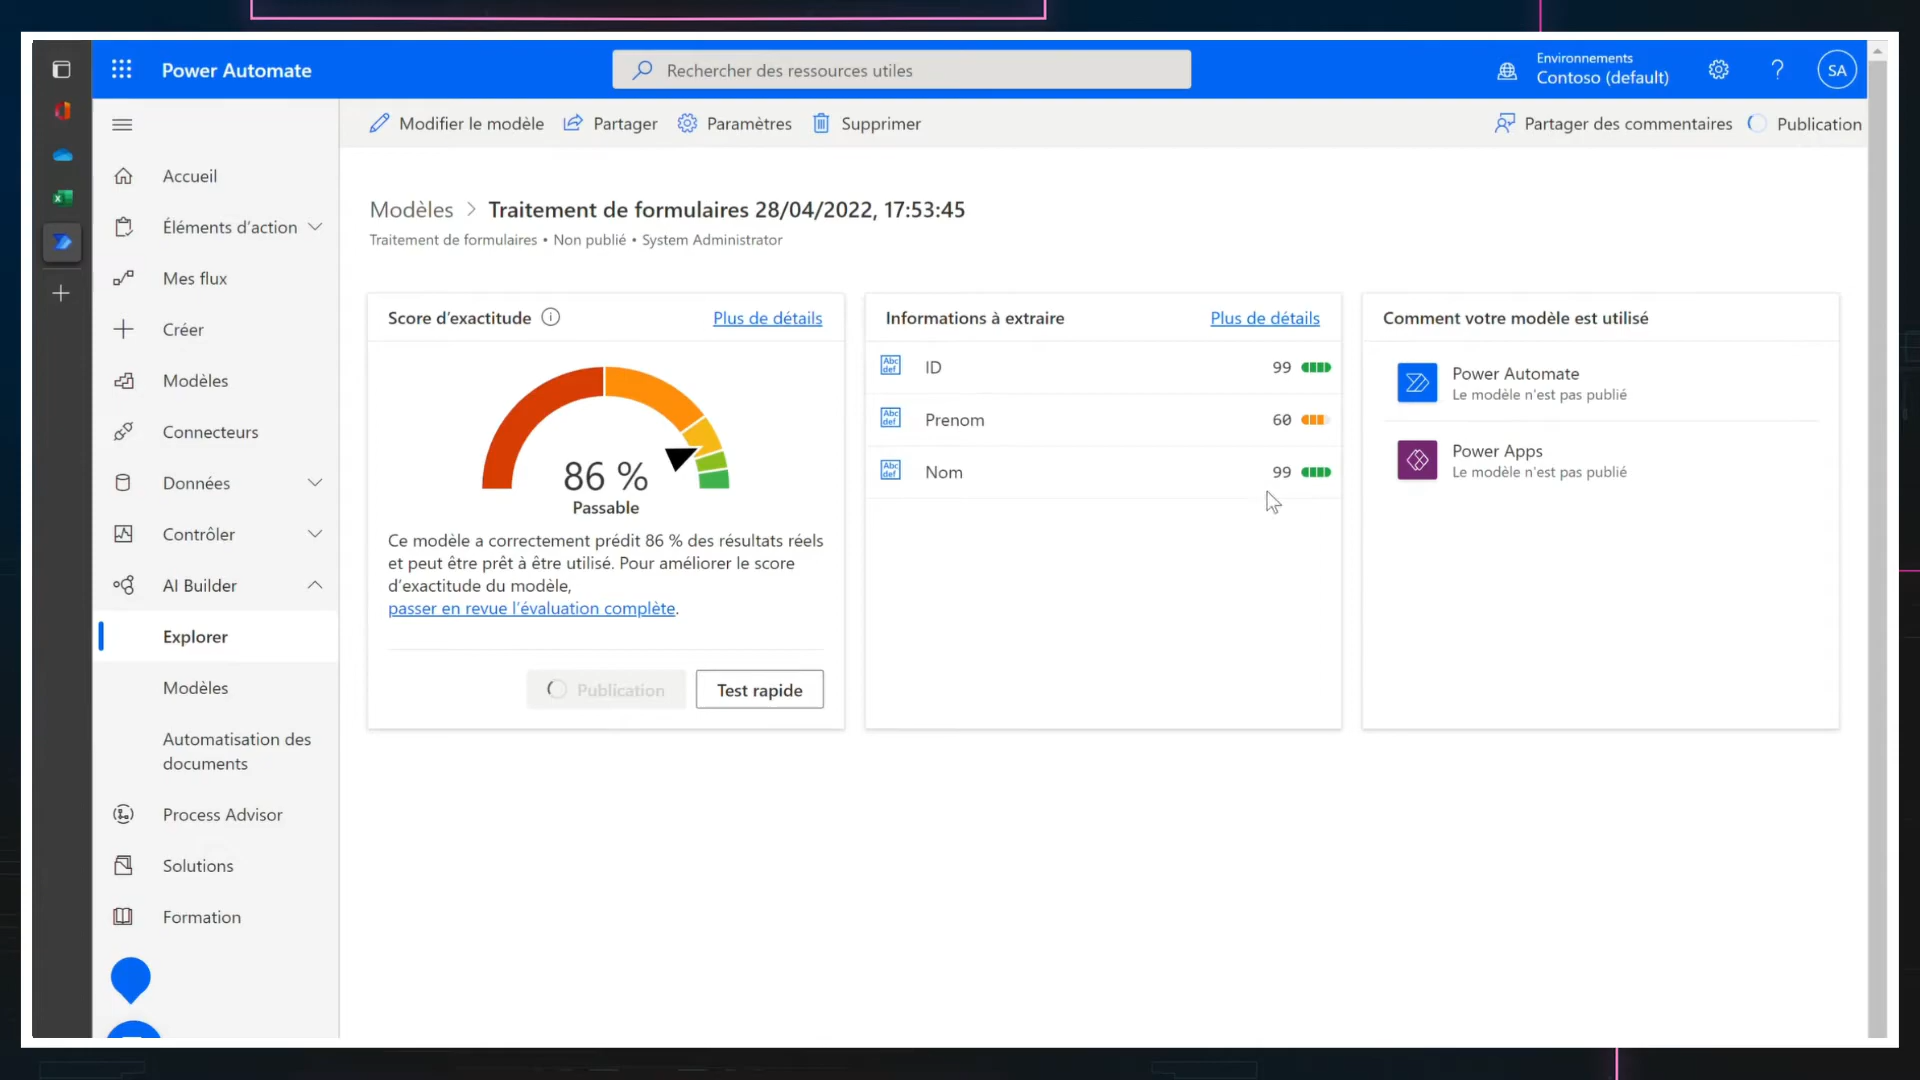 Power Automate
Rechercher des ressources utiles
Environnements
Contoso (default)
?
SA
Modifier le modèle
Partager
Paramètres
Supprimer
Partager des commentaires
Publication
Accueil
Éléments d'action
Mes flux
Créer
Modèles
Connecteurs
Données
Contrôler
AI Builder
Explorer
Modèles
Automatisation des
documents
Process Advisor
Solutions
Formation
Modèles > Traitement de formulaires 28/04/2022, 17:53:45
Traitement de formulaires • Non publié • System Administrator
Score d'exactitude
Plus de détails
86 %
Passable
Ce modèle a correctement prédit 86 % des résultats réels
et peut être prêt à être utilisé. Pour améliorer le score
d'exactitude du modèle,
passer en revue l'évaluation complète.
Publication
Test rapide
Informations à extraire
Plus de détails
Abc def ID 99
Abc def Prenom 60
Abc def Nom 99
Comment votre modèle est utilisé
Power Automate
Le modèle n'est pas publié
Power Apps
Le modèle n'est pas publié